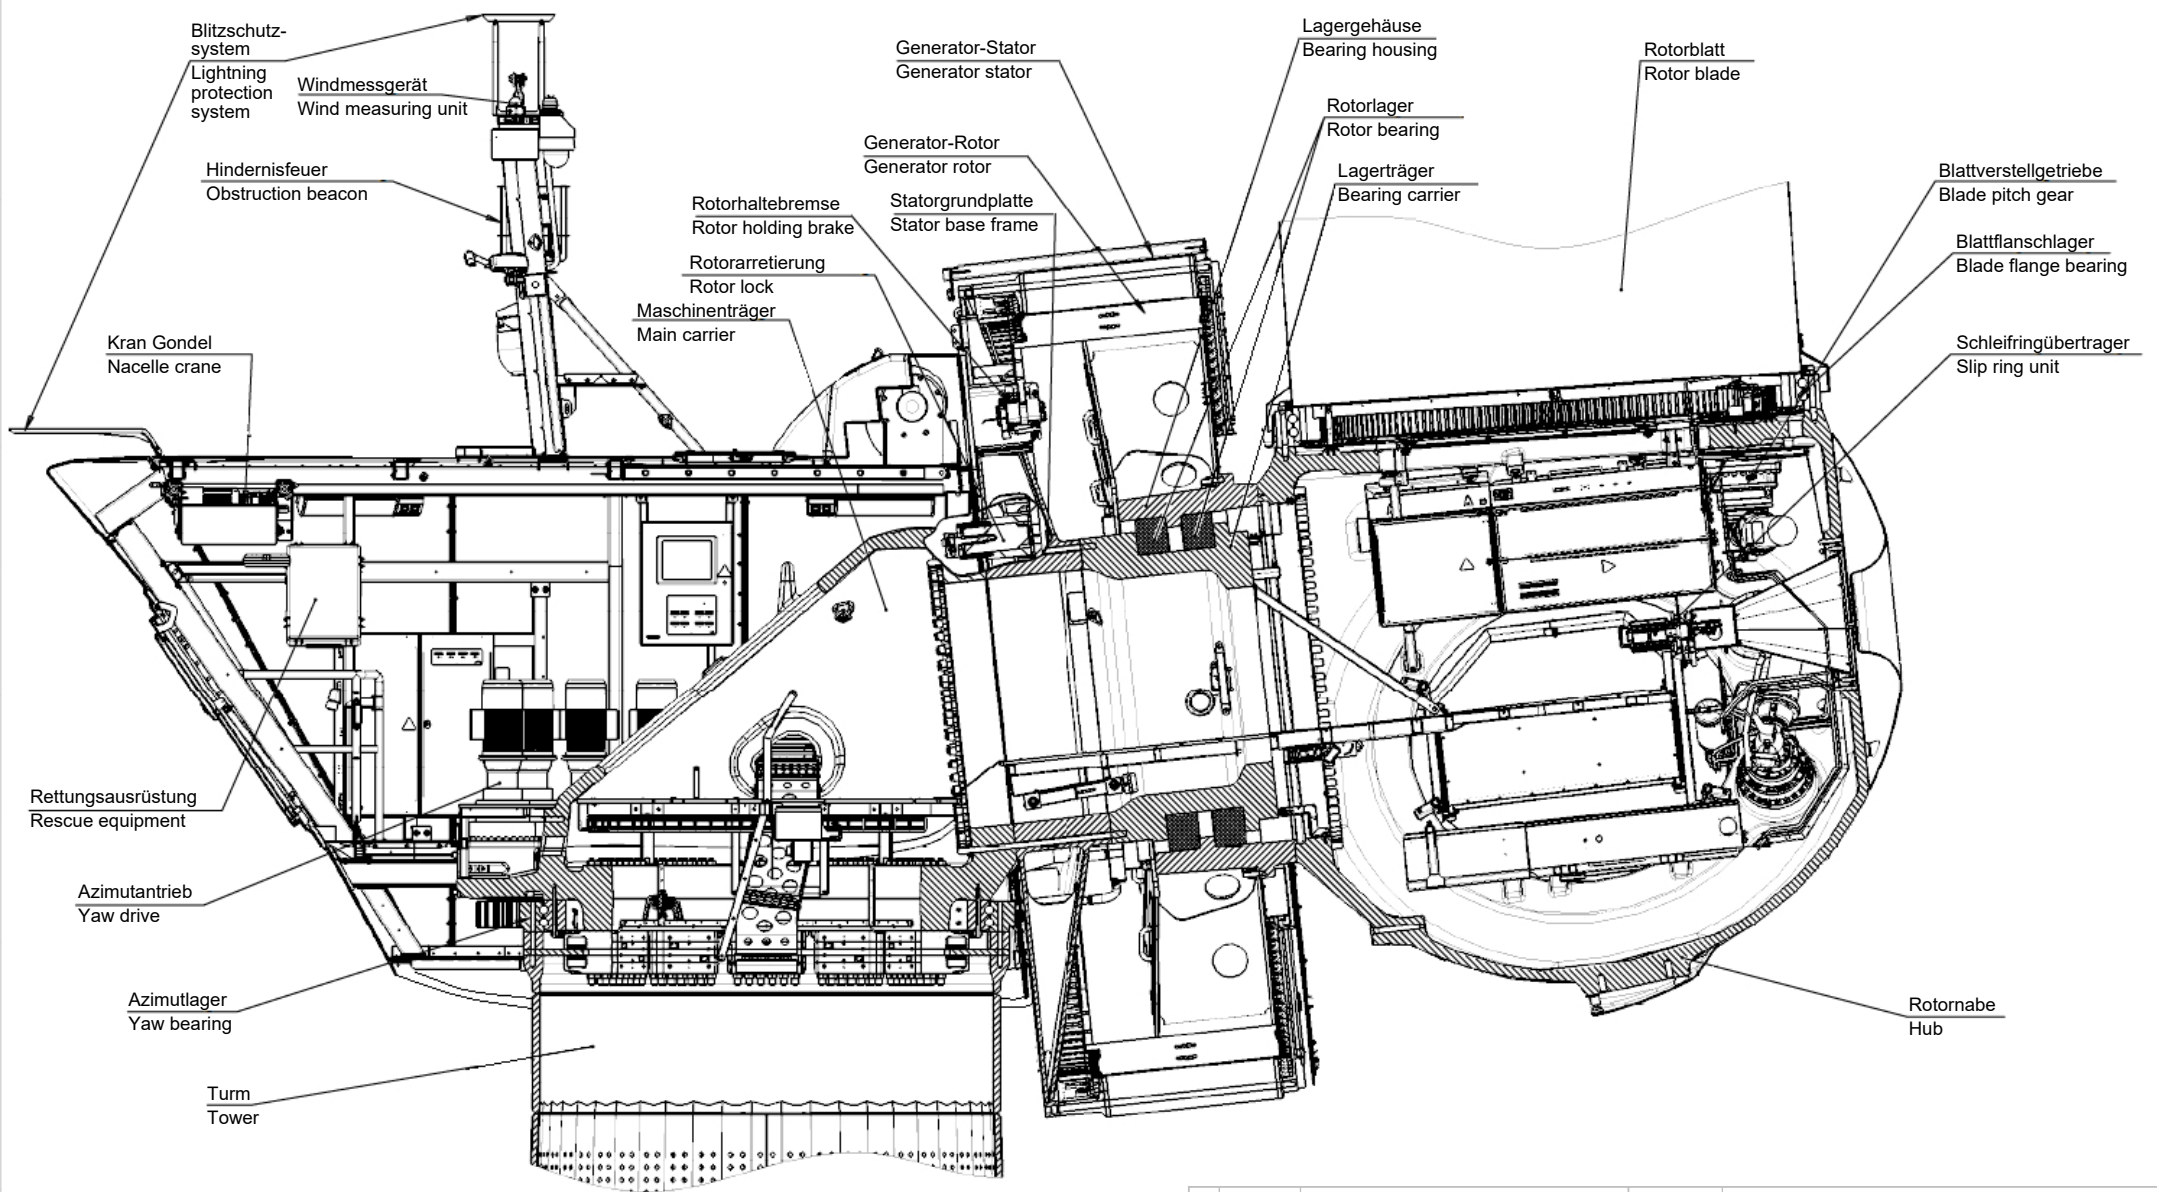 Blitzschutz-
system
Lightning
protection
system
Windmessgerät
Wind measuring unit
Hindernisfeuer
Obstruction beacon
Kran Gondel
Nacelle crane
Generator-Stator
Generator stator
Generator-Rotor
Generator rotor
Rotorhaltebremse
Rotor holding brake
Statorgrundplatte
Stator base frame
Rotorarretierung
Rotor lock
Maschinenträger
Main carrier
Lagergehäuse
Bearing housing
Rotorlager
Rotor bearing
Lagerträger
Bearing carrier
Rotorblatt
Rotor blade
Blattverstellgetriebe
Blade pitch gear
Blattflanschlager
Blade flange bearing
Schleifringübertrager
Slip ring unit
Rettungsausrüstung
Rescue equipment
Azimutantrieb
Yaw drive
Azimutlager
Yaw bearing
Turm
Tower
Rotornabe
Hub